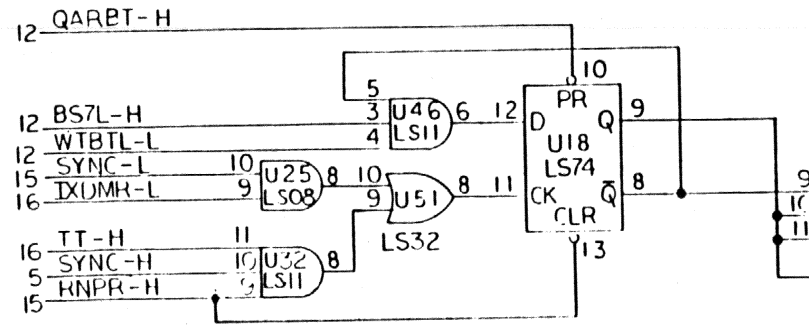 QARBT-H
12
10
5
PR
BS7L-H
3
U46
6
12
9
12
4
LS11
D
Q
WTBTL-L
U18
12
SYNC-L
10
LS74
15
U25
8
10
8
11
8
9
IXDMR-L
9
LS08
9
U51
CK
Q̅
10
16
CLR
11
TT-H
11
LS32
13
16
SYNC-H
10
U32
8
5
LS11
RNPR-H
9
15